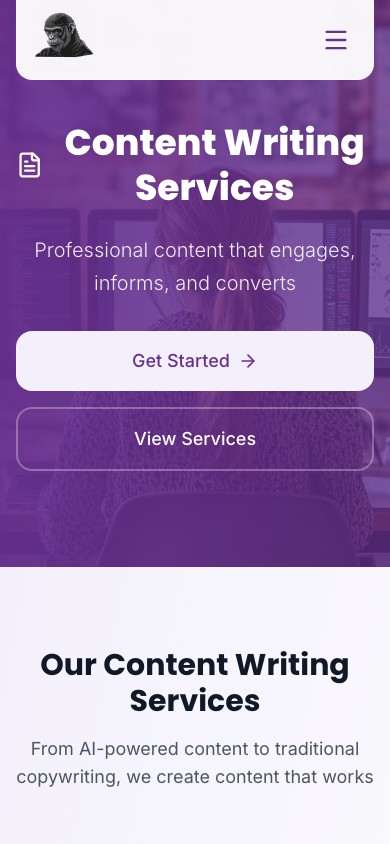 Content Writing
Services
Professional content that engages,
informs, and converts
Get Started →
View Services
Our Content Writing
Services
From AI-powered content to traditional
copywriting, we create content that works